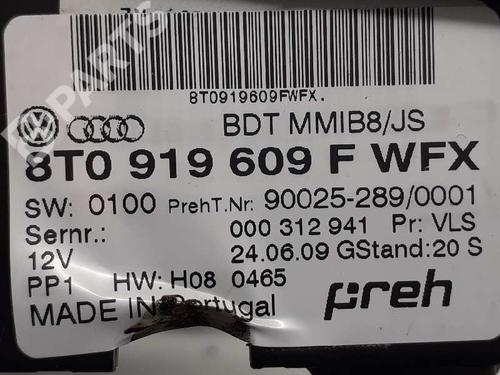 PARTS
8T0919609FWFX.
BDT MMIB8/JS
8T0 919 609 F WFX
SW: 0100 PrehT.Nr: 90025-289/0001
Sernr.: 000 312 941 Pr: VLS
12V 24.06.09 GStand: 20 S
PP1 HW: H08 0465
MADE IN Portugal
preh